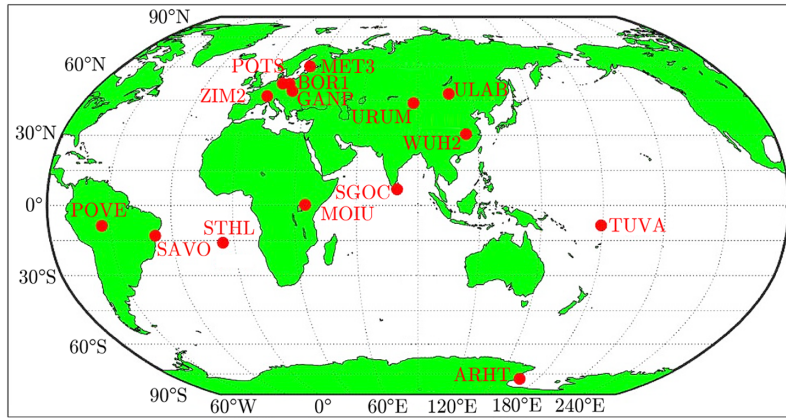 90°N
60°N
PQTS
MET3
BOR1
GANP
ZIM2
ULAB
URUM
30°N
WUH2
SGOC
0°
POVE
MOIU
STHL
TUVA
SAVO
30°S
60°S
ARHT
90°S
60°W
0°
60°E
120°E
180°E
240°E